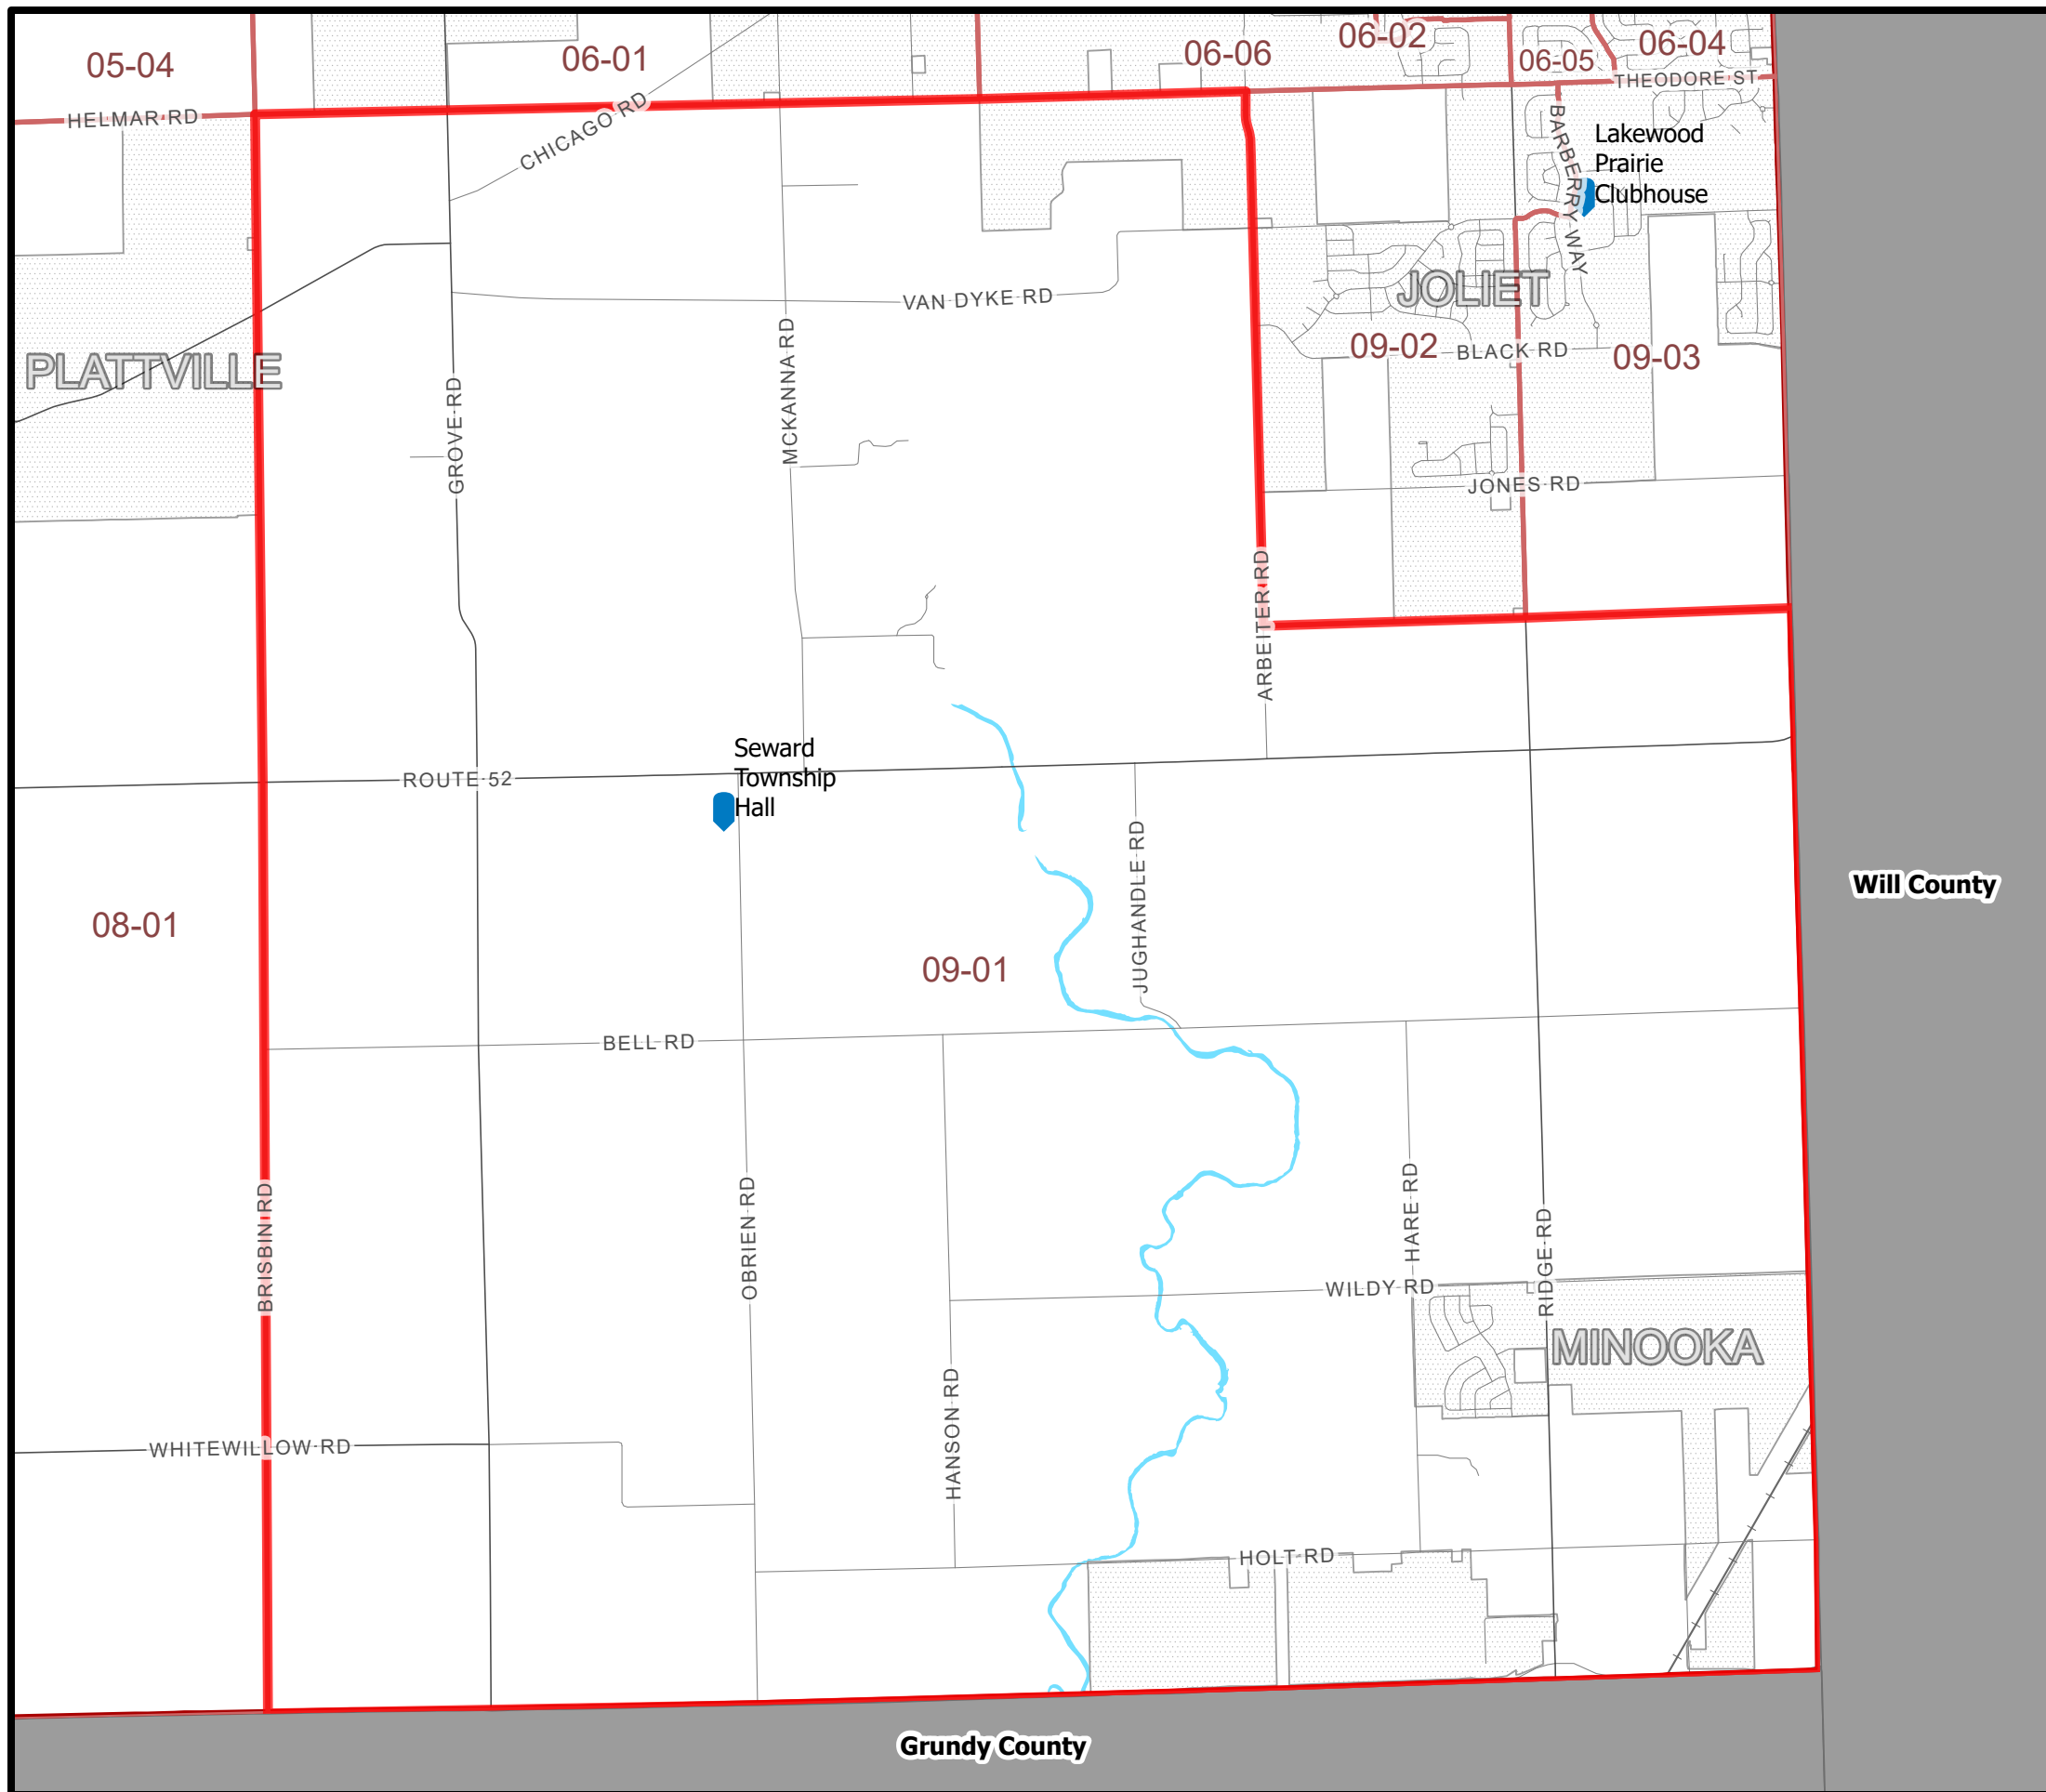 05-04
06-01
06-06
06-02
06-05
06-04
THEODORE ST
HELMAR RD
CHICAGO RD
BARBERRY WAY
Lakewood
Prairie
Clubhouse
JOLIET
VAN DYKE RD
MCKANNA RD
PLATTVILLE
09-02
BLACK RD
09-03
GROVE RD
JONES RD
ARBEITER RD
Seward
Township
Hall
ROUTE 52
JUGHANDLE RD
Will County
08-01
09-01
BELL RD
BRISBIN RD
OBRIEN RD
HARE RD
RIDGE RD
WILDY RD
MINOOKA
HANSON RD
WHITEWILLOW RD
HOLT RD
Grundy County